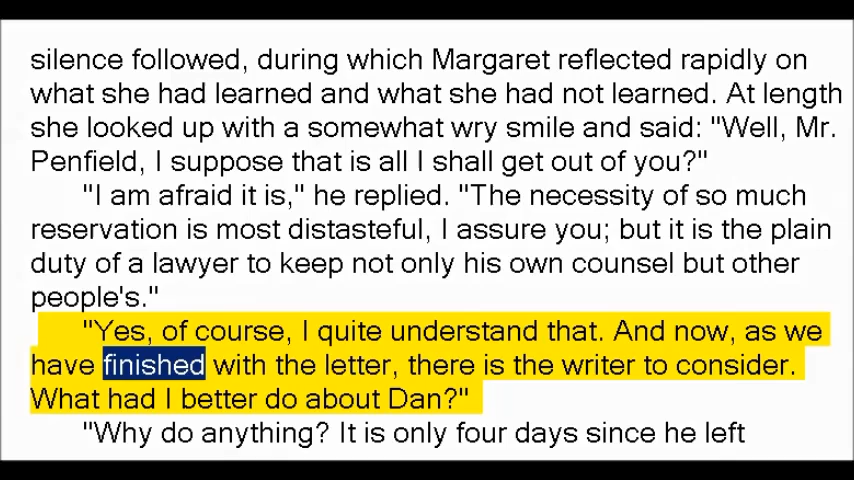 silence followed, during which Margaret reflected rapidly on
what she had learned and what she had not learned. At length
she looked up with a somewhat wry smile and said: "Well, Mr.
Penfield, I suppose that is all I shall get out of you?"
"I am afraid it is," he replied. "The necessity of so much
reservation is most distasteful, I assure you; but it is the plain
duty of a lawyer to keep not only his own counsel but other
people's."
"Yes, of course, I quite understand that. And now, as we
have finished with the letter, there is the writer to consider.
What had I better do about Dan?"
"Why do anything? It is only four days since he left